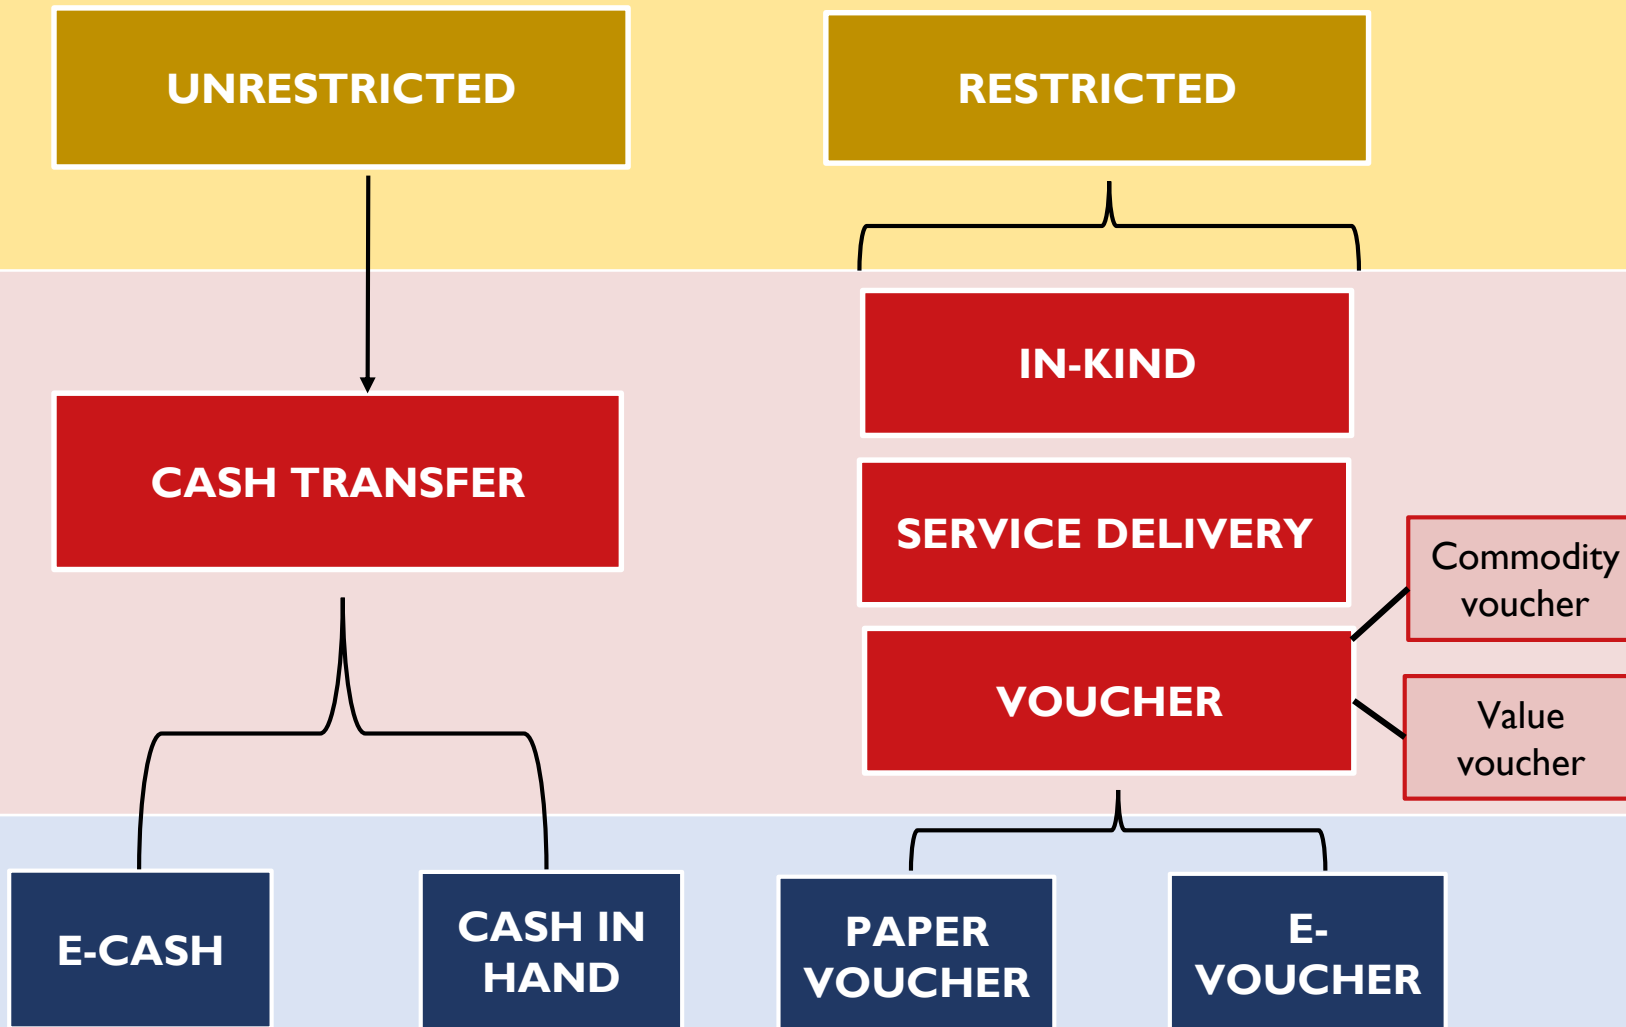 UNRESTRICTED
RESTRICTED
IN-KIND
CASH TRANSFER
SERVICE DELIVERY
Commodity
voucher
VOUCHER
Value
voucher
E-CASH
CASH IN
HAND
PAPER
VOUCHER
E-
VOUCHER